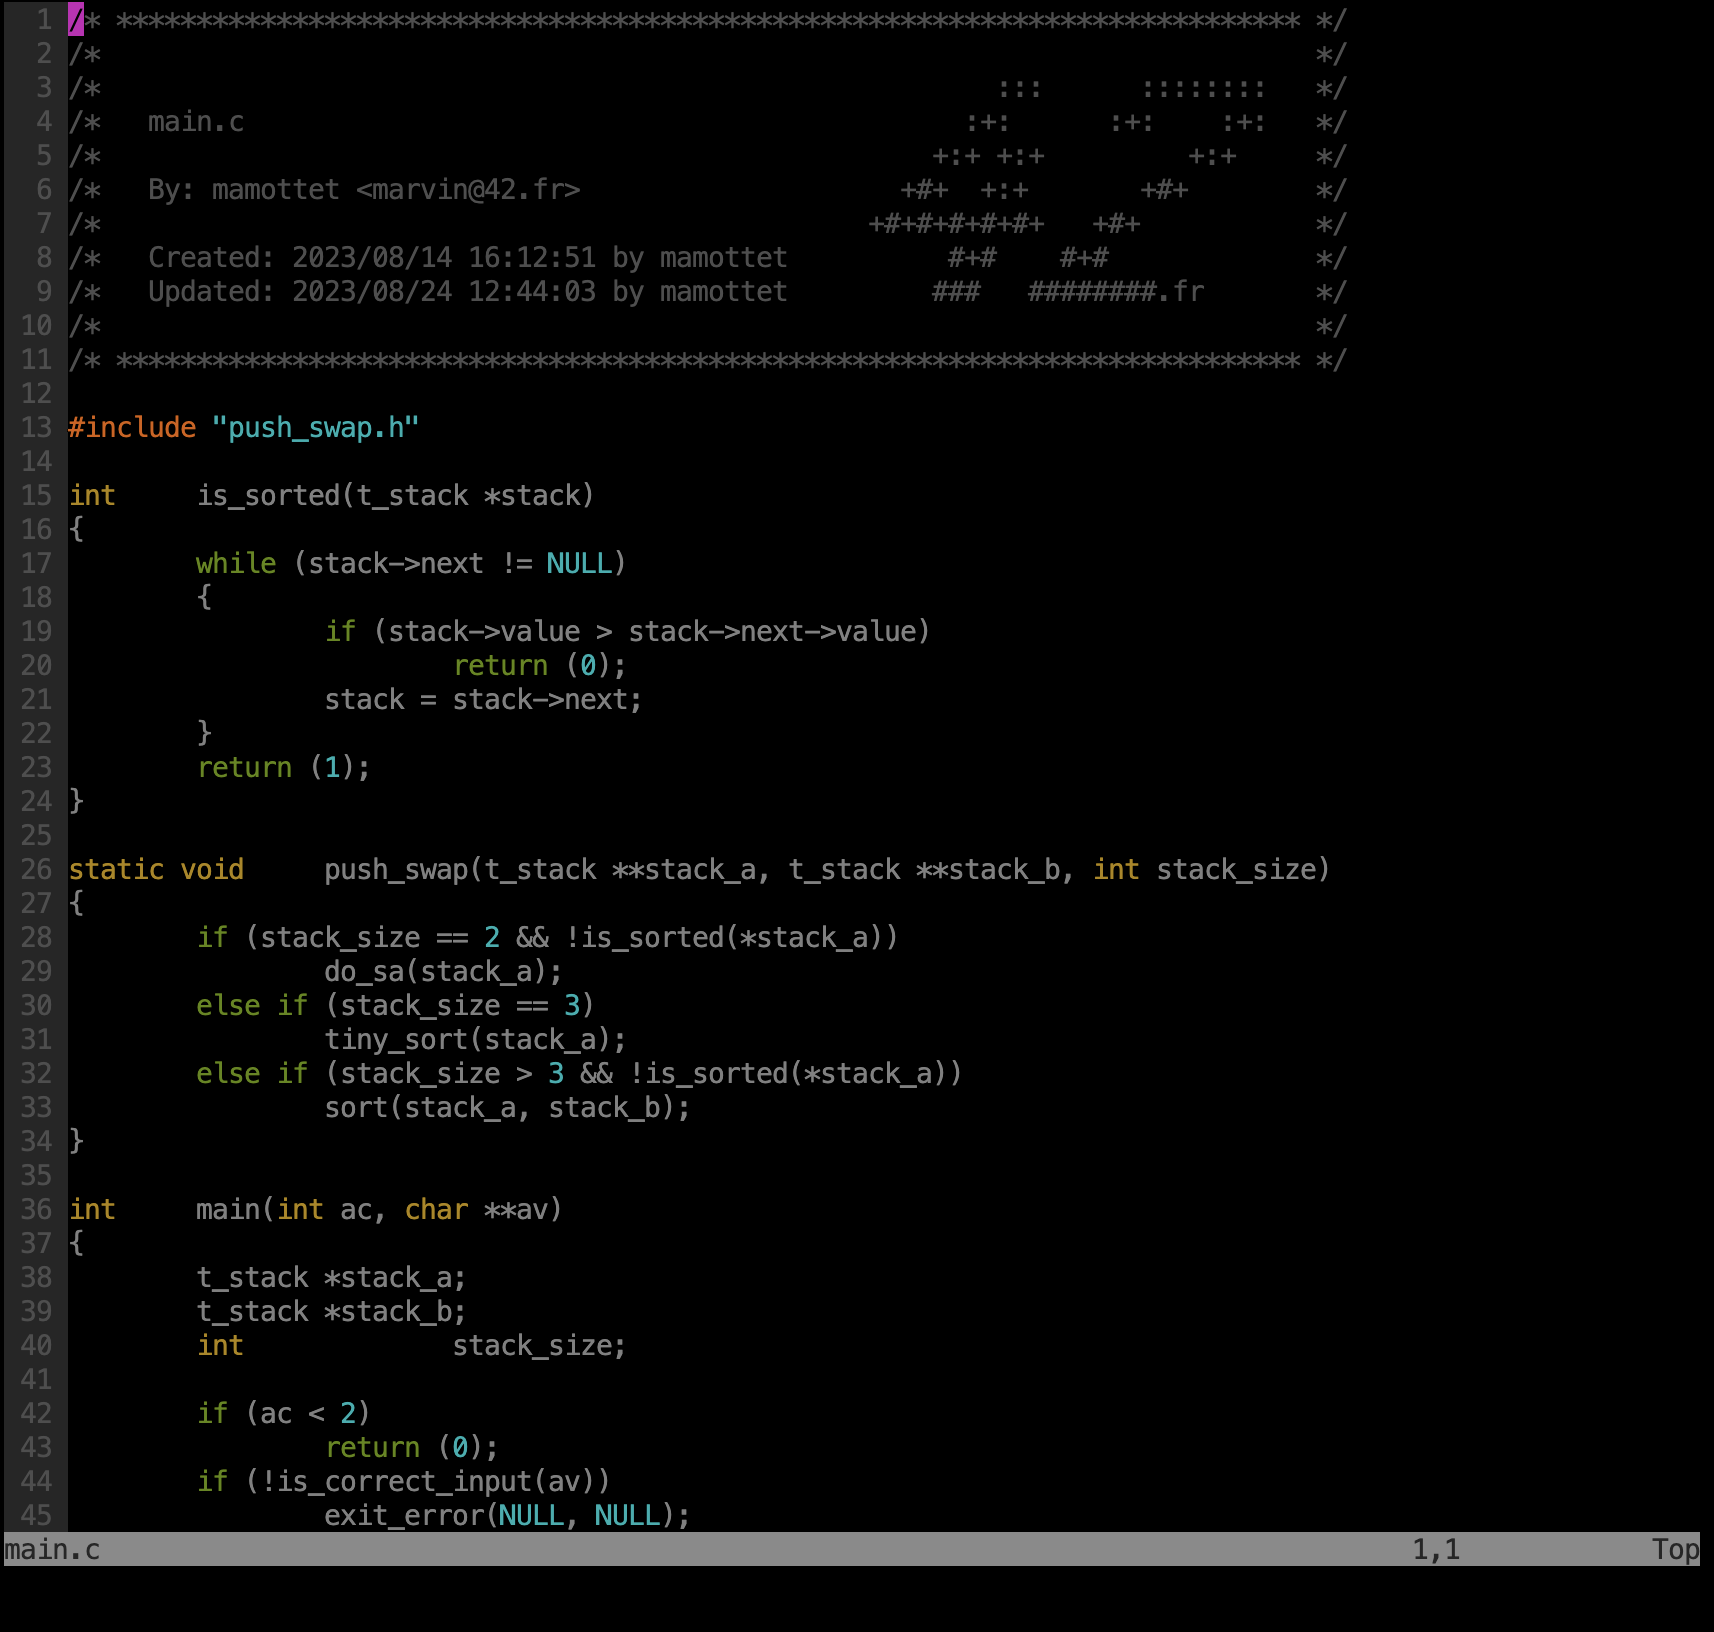 1 /* ************************************************************************** */
2 /*                                                                            */
3 /*                                                        :::      ::::::::   */
4 /*   main.c                                             :+:      :+:    :+:   */
5 /*                                                    +:+ +:+         +:+     */
6 /*   By: mamottet <marvin@42.fr>                    +#+  +:+       +#+        */
7 /*                                                +#+#+#+#+#+   +#+           */
8 /*   Created: 2023/08/14 16:12:51 by mamottet          #+#    #+#             */
9 /*   Updated: 2023/08/24 12:44:03 by mamottet         ###   ########.fr       */
10 /*                                                                            */
11 /* ************************************************************************** */
12
13 #include "push_swap.h"
14
15 int     is_sorted(t_stack *stack)
16 {
17         while (stack->next != NULL)
18         {
19                 if (stack->value > stack->next->value)
20                         return (0);
21                 stack = stack->next;
22         }
23         return (1);
24 }
25
26 static void     push_swap(t_stack **stack_a, t_stack **stack_b, int stack_size)
27 {
28         if (stack_size == 2 && !is_sorted(*stack_a))
29                 do_sa(stack_a);
30         else if (stack_size == 3)
31                 tiny_sort(stack_a);
32         else if (stack_size > 3 && !is_sorted(*stack_a))
33                 sort(stack_a, stack_b);
34 }
35
36 int     main(int ac, char **av)
37 {
38         t_stack *stack_a;
39         t_stack *stack_b;
40         int             stack_size;
41
42         if (ac < 2)
43                 return (0);
44         if (!is_correct_input(av))
45                 exit_error(NULL, NULL);
main.c                                                                                  1,1            Top